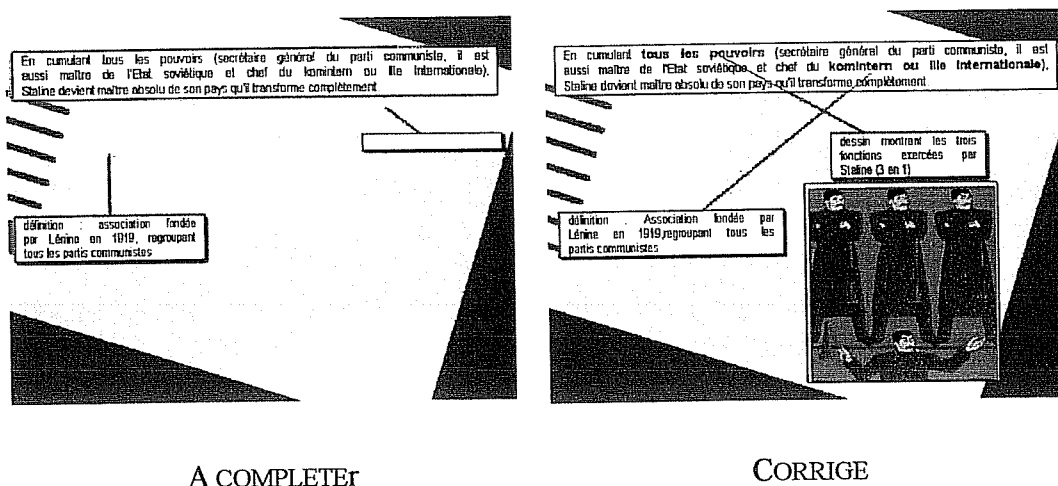 En cumulant tous les pouvoirs (secrétaire général du parti communiste, il est
aussi maître de l'Etat soviétique et chef du komintern ou IIIe Internationale),
Staline devient maître absolu de son pays qu'il transforme complètement
définition : association fondée
par Lénine en 1919, regroupant
tous les partis communistes
A COMPLETEr
En cumulant tous les pouvoirs (secrétaire général du parti communiste, il est
aussi maître de l'Etat soviétique et chef du komintern ou IIIe Internationale),
Staline devient maître absolu de son pays qu'il transforme complètement
dessin montrant les trois
fonctions exercées par
Staline (3 en 1)
définition : Association fondée par
Lénine en 1919,regroupant tous les
partis communistes
CORRIGE